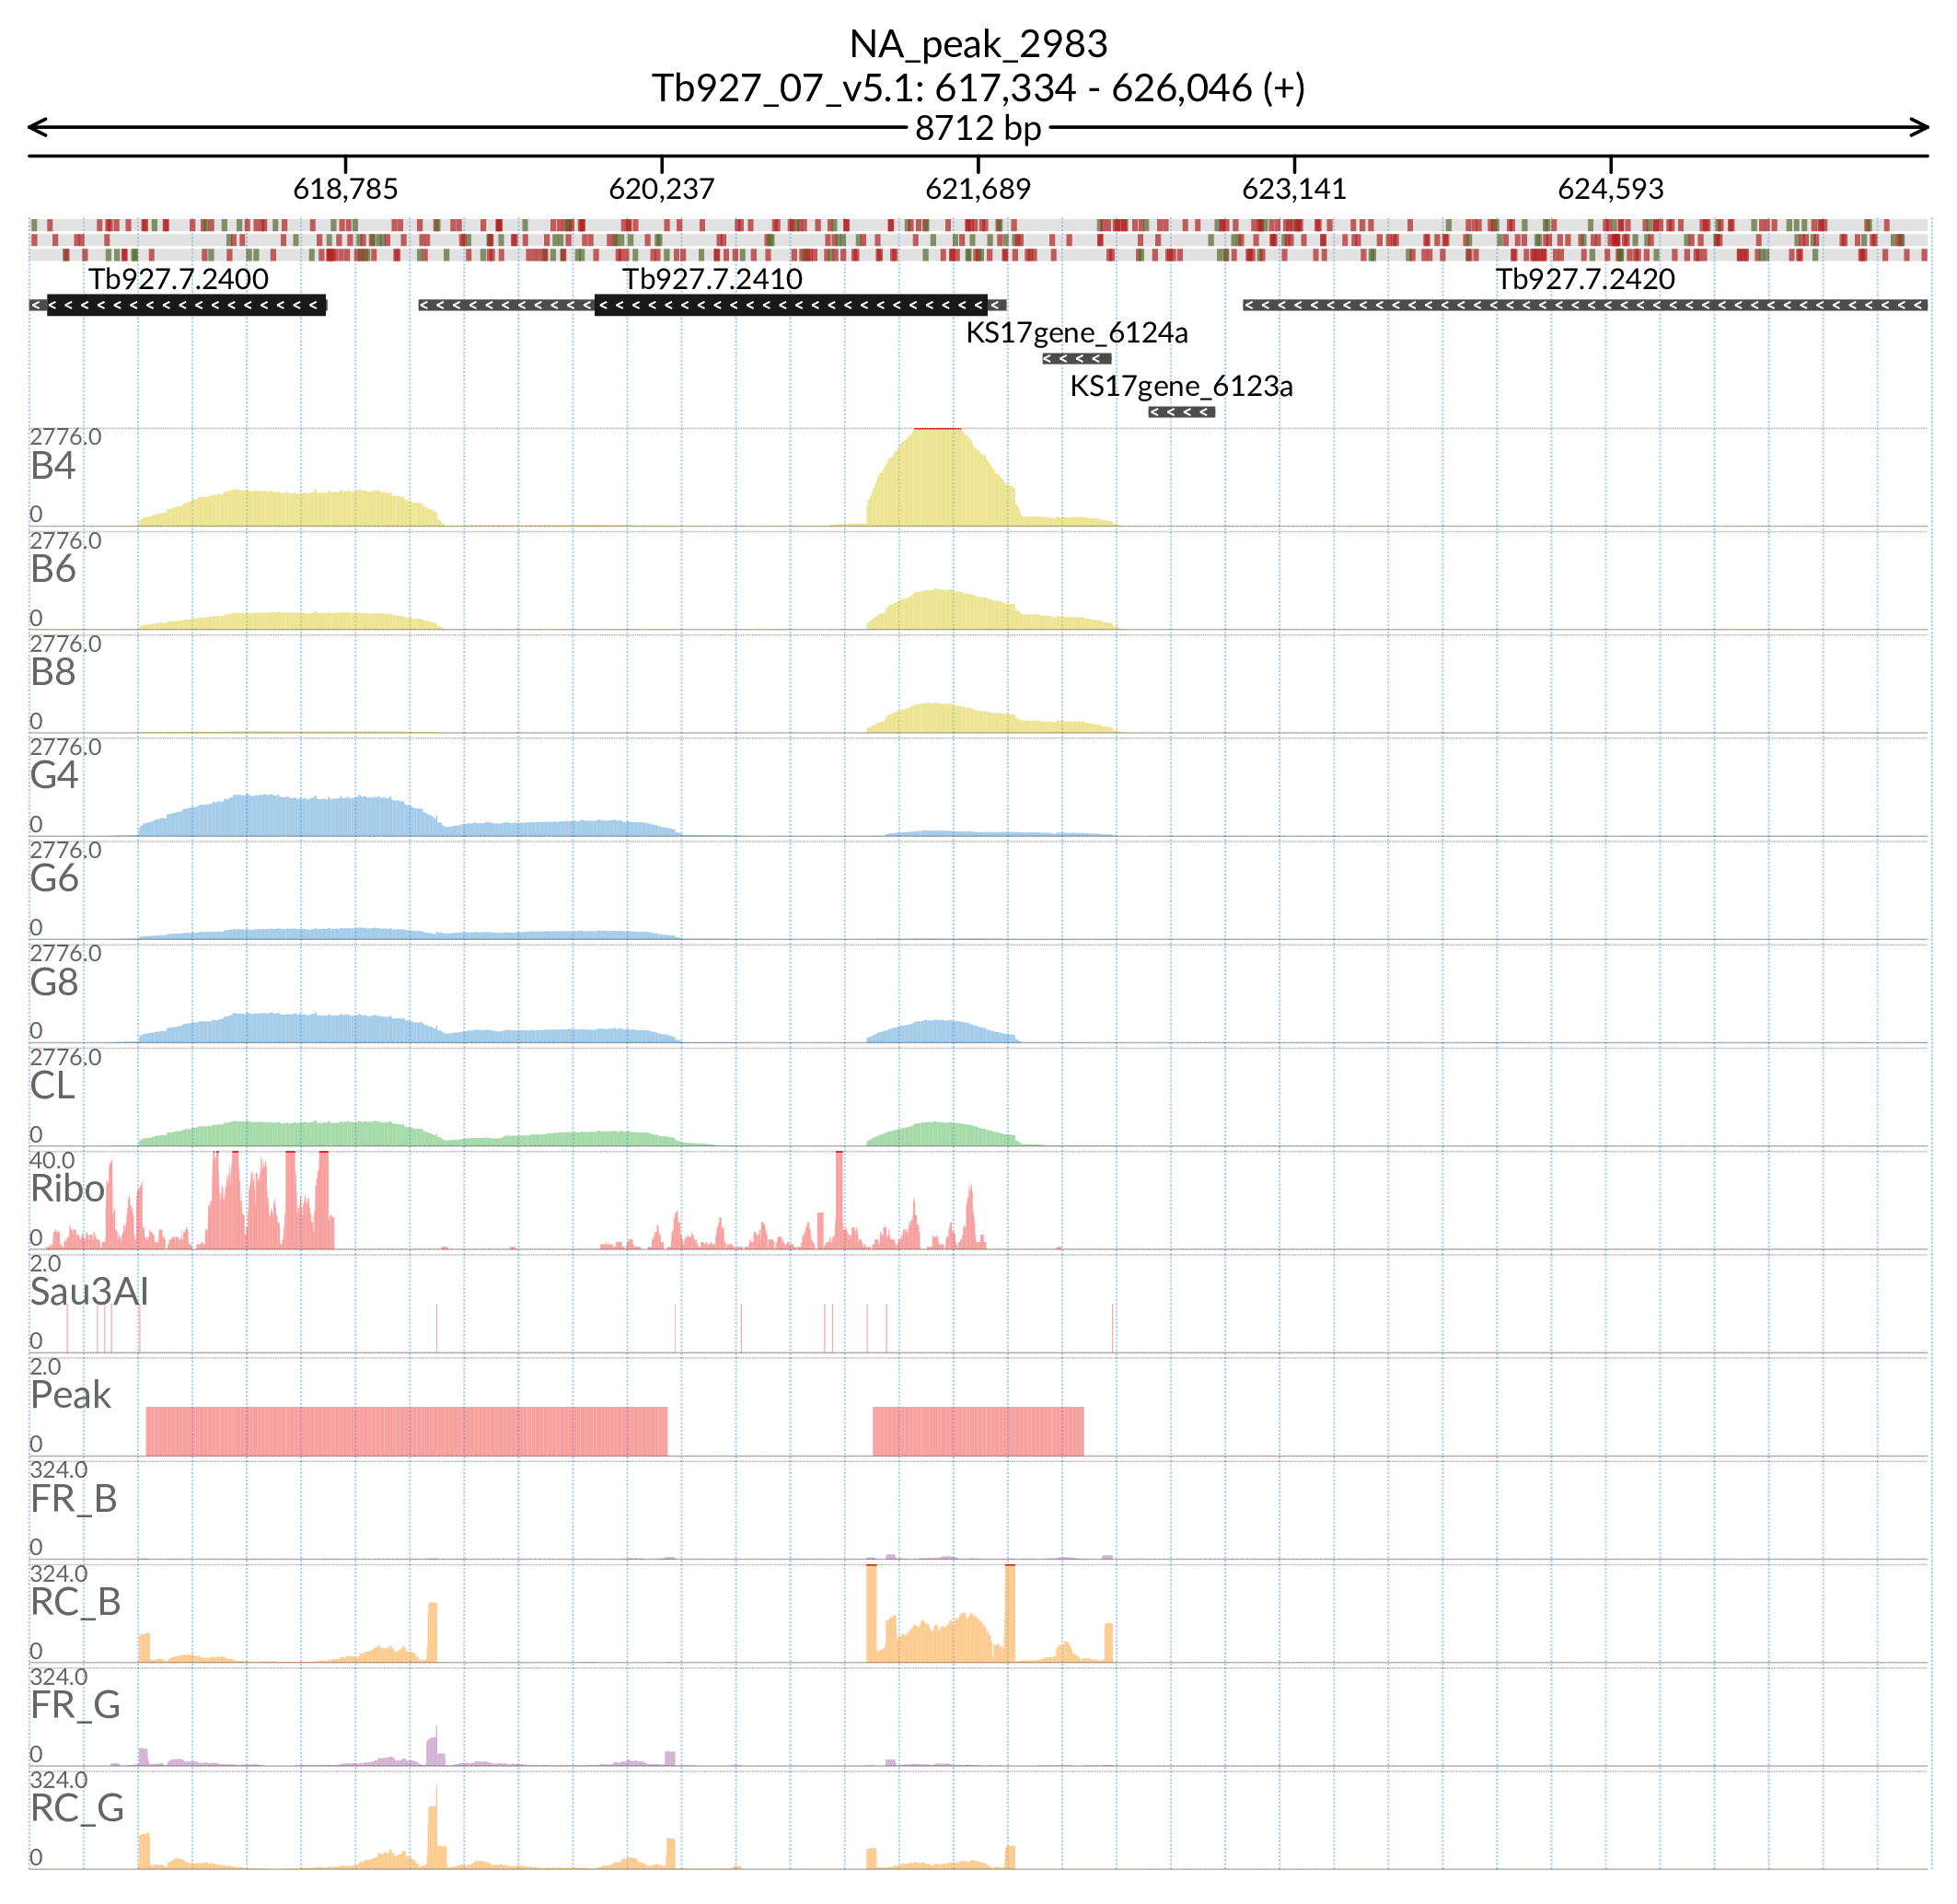 NA_peak_2983
Tb927_07_v5.1: 617,334 - 626,046 (+)
8712 bp
618,785 620,237 621,689 623,141 624,593
Tb927.7.2400 Tb927.7.2410 Tb927.7.2420
KS17gene_6124a
KS17gene_6123a
2776.0
B4
0
2776.0
B6
0
2776.0
B8
0
2776.0
G4
0
2776.0
G6
0
2776.0
G8
0
2776.0
CL
0
40.0
Ribo
0
2.0
Sau3AI
0
2.0
Peak
0
324.0
FR_B
0
324.0
RC_B
0
324.0
FR_G
0
324.0
RC_G
0